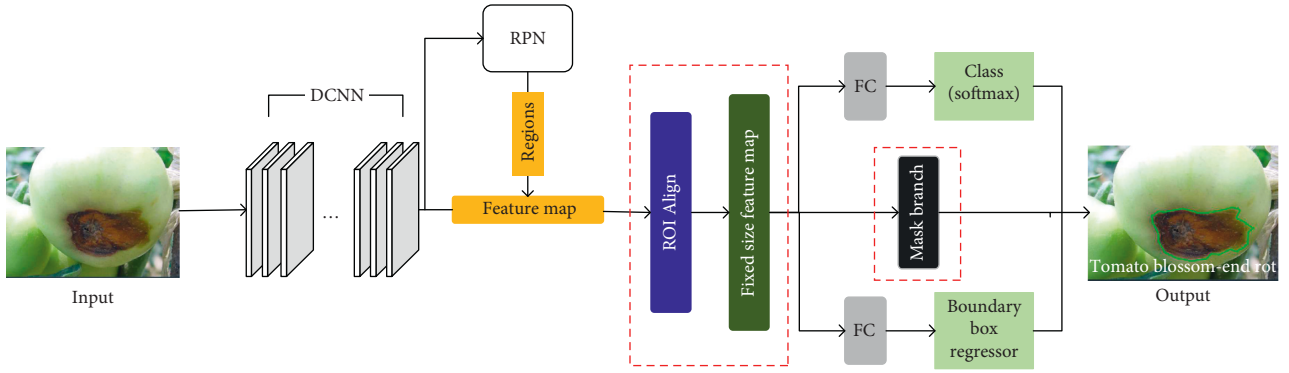 Input
DCNN
...
RPN
Regions
Feature map
ROI Align
Fixed size feature map
FC
Class
(softmax)
Mask branch
FC
Boundary
box
regressor
Tomato blossom-end rot
Output